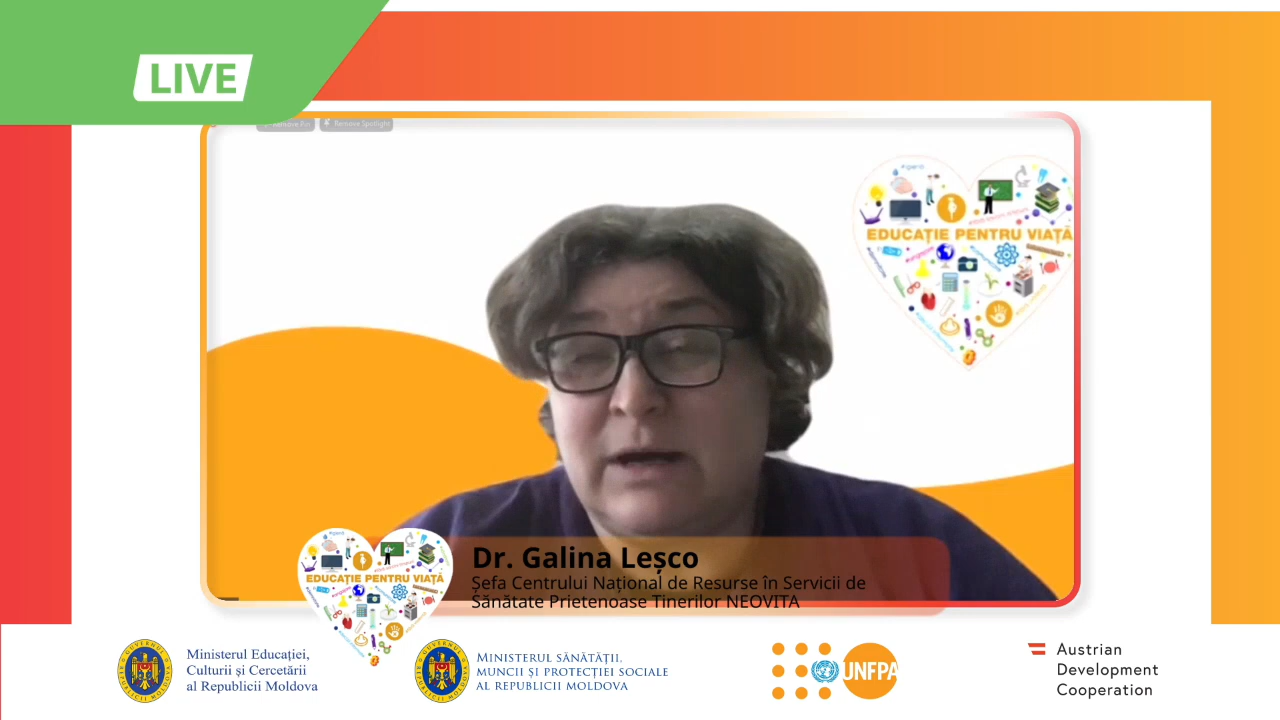 LIVE
Remove Spotlight
EDUCAȚIE PENTRU VIAȚĂ
Dr. Galina Leșco
Șefa Centrului Național de Resurse în Servicii de
Sănătate Prietenoase Tinerilor NEOVITA
EDUCAȚIE PENTRU VIAȚĂ
Ministerul Educației,
Culturii și Cercetării
al Republicii Moldova
MINISTERUL SĂNĂTĂȚII,
MUNCII ȘI PROTECȚIEI SOCIALE
AL REPUBLICII MOLDOVA
UNFPA
Austrian
Development
Cooperation